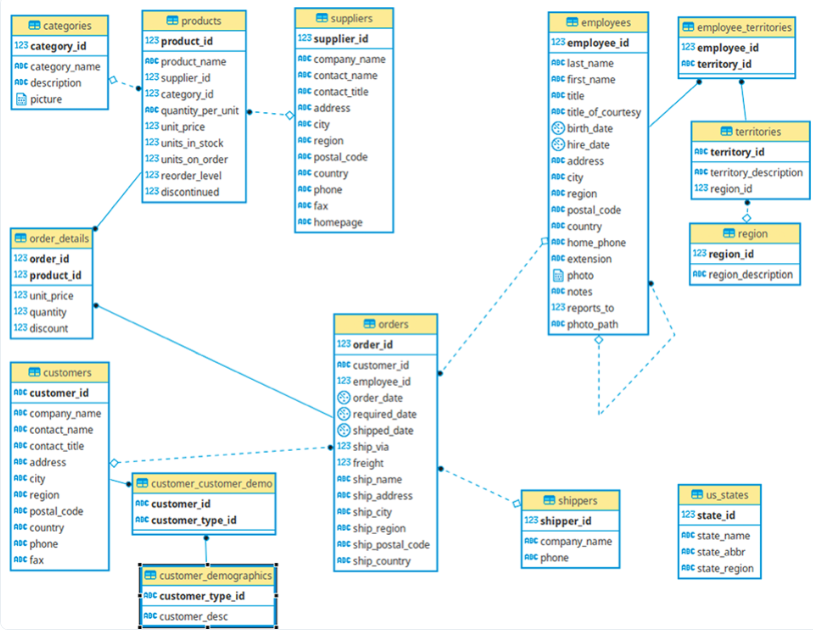 categories
123 category_id
ABC category_name
ABC description
picture
products
123 product_id
ABC product_name
123 supplier_id
123 category_id
ABC quantity_per_unit
123 unit_price
123 units_in_stock
123 units_on_order
123 reorder_level
123 discontinued
suppliers
123 supplier_id
ABC company_name
ABC contact_name
ABC contact_title
ABC address
ABC city
ABC region
ABC postal_code
ABC country
ABC phone
ABC fax
ABC homepage
employees
123 employee_id
ABC last_name
ABC first_name
ABC title
ABC title_of_courtesy
birth_date
hire_date
ABC address
ABC city
ABC region
ABC postal_code
ABC country
ABC home_phone
ABC extension
photo
ABC notes
123 reports_to
ABC photo_path
employee_territories
123 employee_id
ABC territory_id
territories
ABC territory_id
ABC territory_description
123 region_id
region
123 region_id
ABC region_description
order_details
123 order_id
123 product_id
123 unit_price
123 quantity
123 discount
orders
123 order_id
ABC customer_id
123 employee_id
order_date
required_date
shipped_date
123 ship_via
123 freight
ABC ship_name
ABC ship_address
ABC ship_city
ABC ship_region
ABC ship_postal_code
ABC ship_country
customers
ABC customer_id
ABC company_name
ABC contact_name
ABC contact_title
ABC address
ABC city
ABC region
ABC postal_code
ABC country
ABC phone
ABC fax
customer_customer_demo
ABC customer_id
ABC customer_type_id
customer_demographics
ABC customer_type_id
ABC customer_desc
shippers
123 shipper_id
ABC company_name
ABC phone
us_states
123 state_id
ABC state_name
ABC state_abbr
ABC state_region